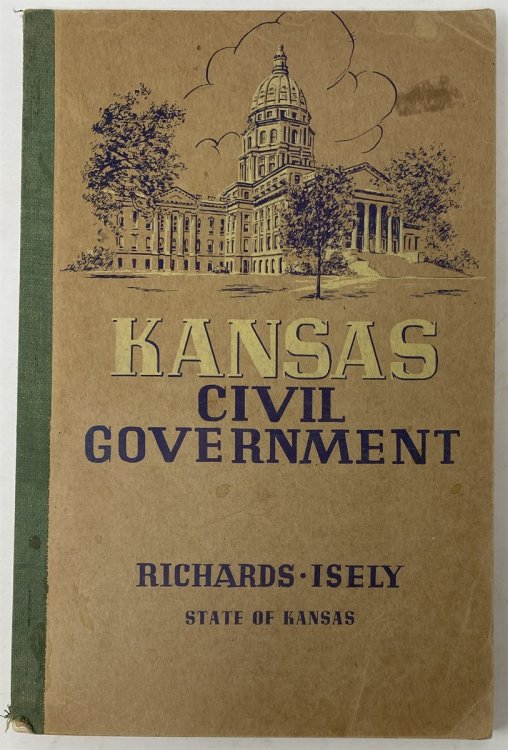 KANSAS
CIVIL
GOVERNMENT
RICHARDS·ISELY
STATE OF KANSAS